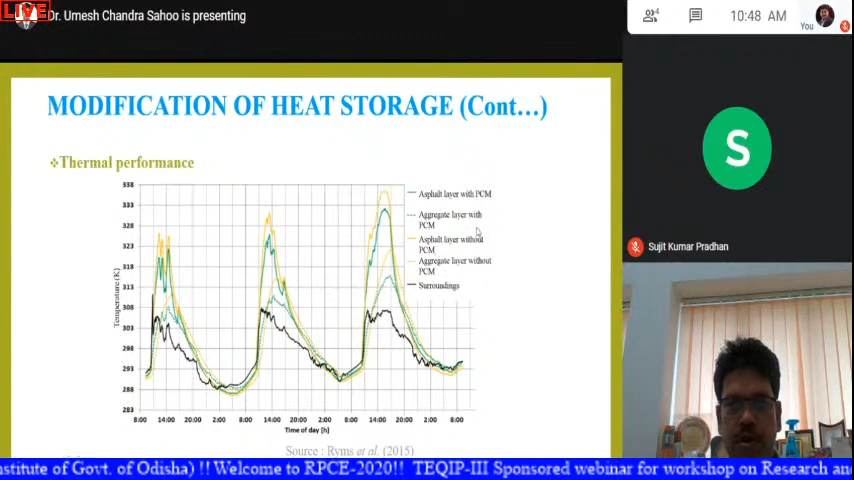 LIVE
Dr. Umesh Chandra Sahoo is presenting
4
10:48 AM
You
MODIFICATION OF HEAT STORAGE (Cont…)
❖Thermal performance
338
333
328
323
318
313
308
303
298
293
288
283
Temperature (K)
8:00 14:00 20:00 2:00 8:00 14:00 20:00 2:00 8:00 14:00 20:00 2:00 8:00
Time of day [h]
Asphalt layer with PCM
Aggregate layer with
PCM
Asphalt layer without
PCM
Aggregate layer without
PCM
Surroundings
Source : Ryms et al. (2015)
S
Sujit Kumar Pradhan
nstitute of Govt. of Odisha) !! Welcome to RPCE-2020!! TEQIP-III Sponsored webinar for workshop on Research and